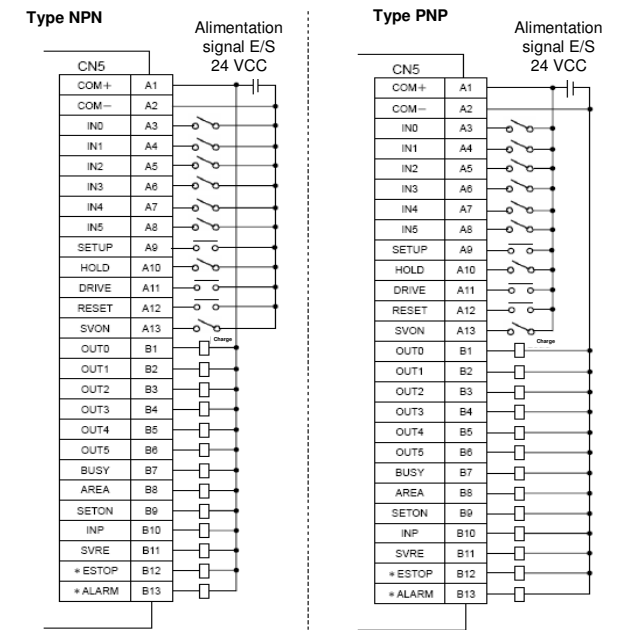 Type NPN
Alimentation
signal E/S
24 VCC
CN5
COM+ A1
COM− A2
IN0 A3
IN1 A4
IN2 A5
IN3 A6
IN4 A7
IN5 A8
SETUP A9
HOLD A10
DRIVE A11
RESET A12
SVON A13
Charge
OUT0 B1
OUT1 B2
OUT2 B3
OUT3 B4
OUT4 B5
OUT5 B6
BUSY B7
AREA B8
SETON B9
INP B10
SVRE B11
*ESTOP B12
*ALARM B13
Type PNP
Alimentation
signal E/S
24 VCC
CN5
COM+ A1
COM− A2
IN0 A3
IN1 A4
IN2 A5
IN3 A6
IN4 A7
IN5 A8
SETUP A9
HOLD A10
DRIVE A11
RESET A12
SVON A13
Charge
OUT0 B1
OUT1 B2
OUT2 B3
OUT3 B4
OUT4 B5
OUT5 B6
BUSY B7
AREA B8
SETON B9
INP B10
SVRE B11
*ESTOP B12
*ALARM B13